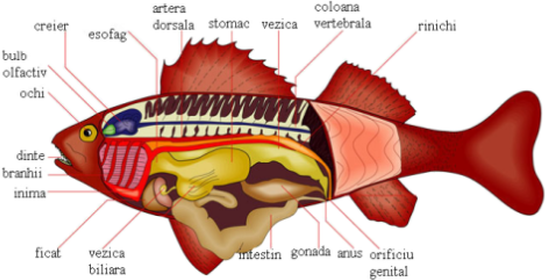 creier
esofag
artera
dorsala
stomac
vezica
coloana
vertebrala
rinichi
bulb
olfactiv
ochi
dinte
branhii
inima
ficat
vezica
biliara
intestin
gonada
anus
orificiu
genital